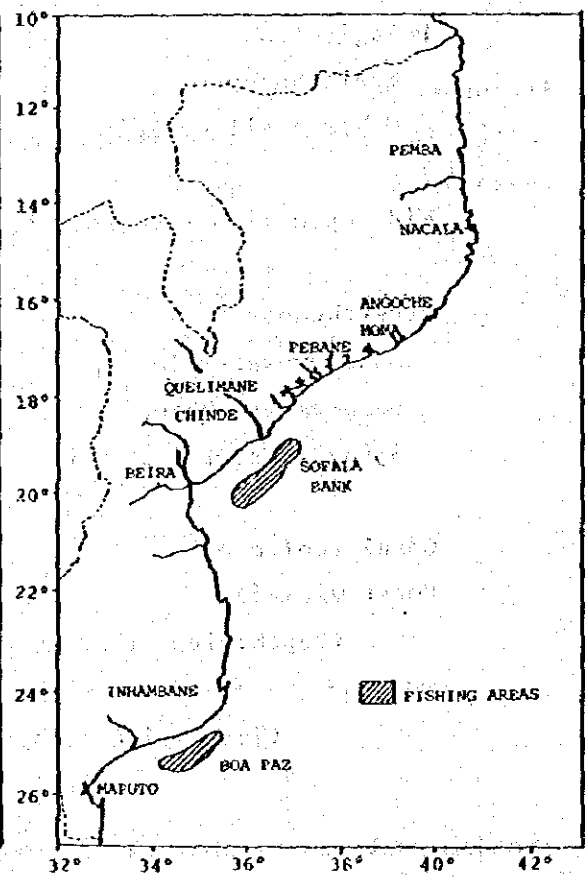 10°
12°
PEMBA
14°
NACALA
16°
ANGOCHE
MOMA
PEBANE
QUELIMANE
18°
CHINDE
SOFALA
BANK
BEIRA
20°
22°
24°
INHAMBANE
FISHING AREAS
BOA PAZ
MAPUTO
26°
32° 34° 36° 38° 40° 42°